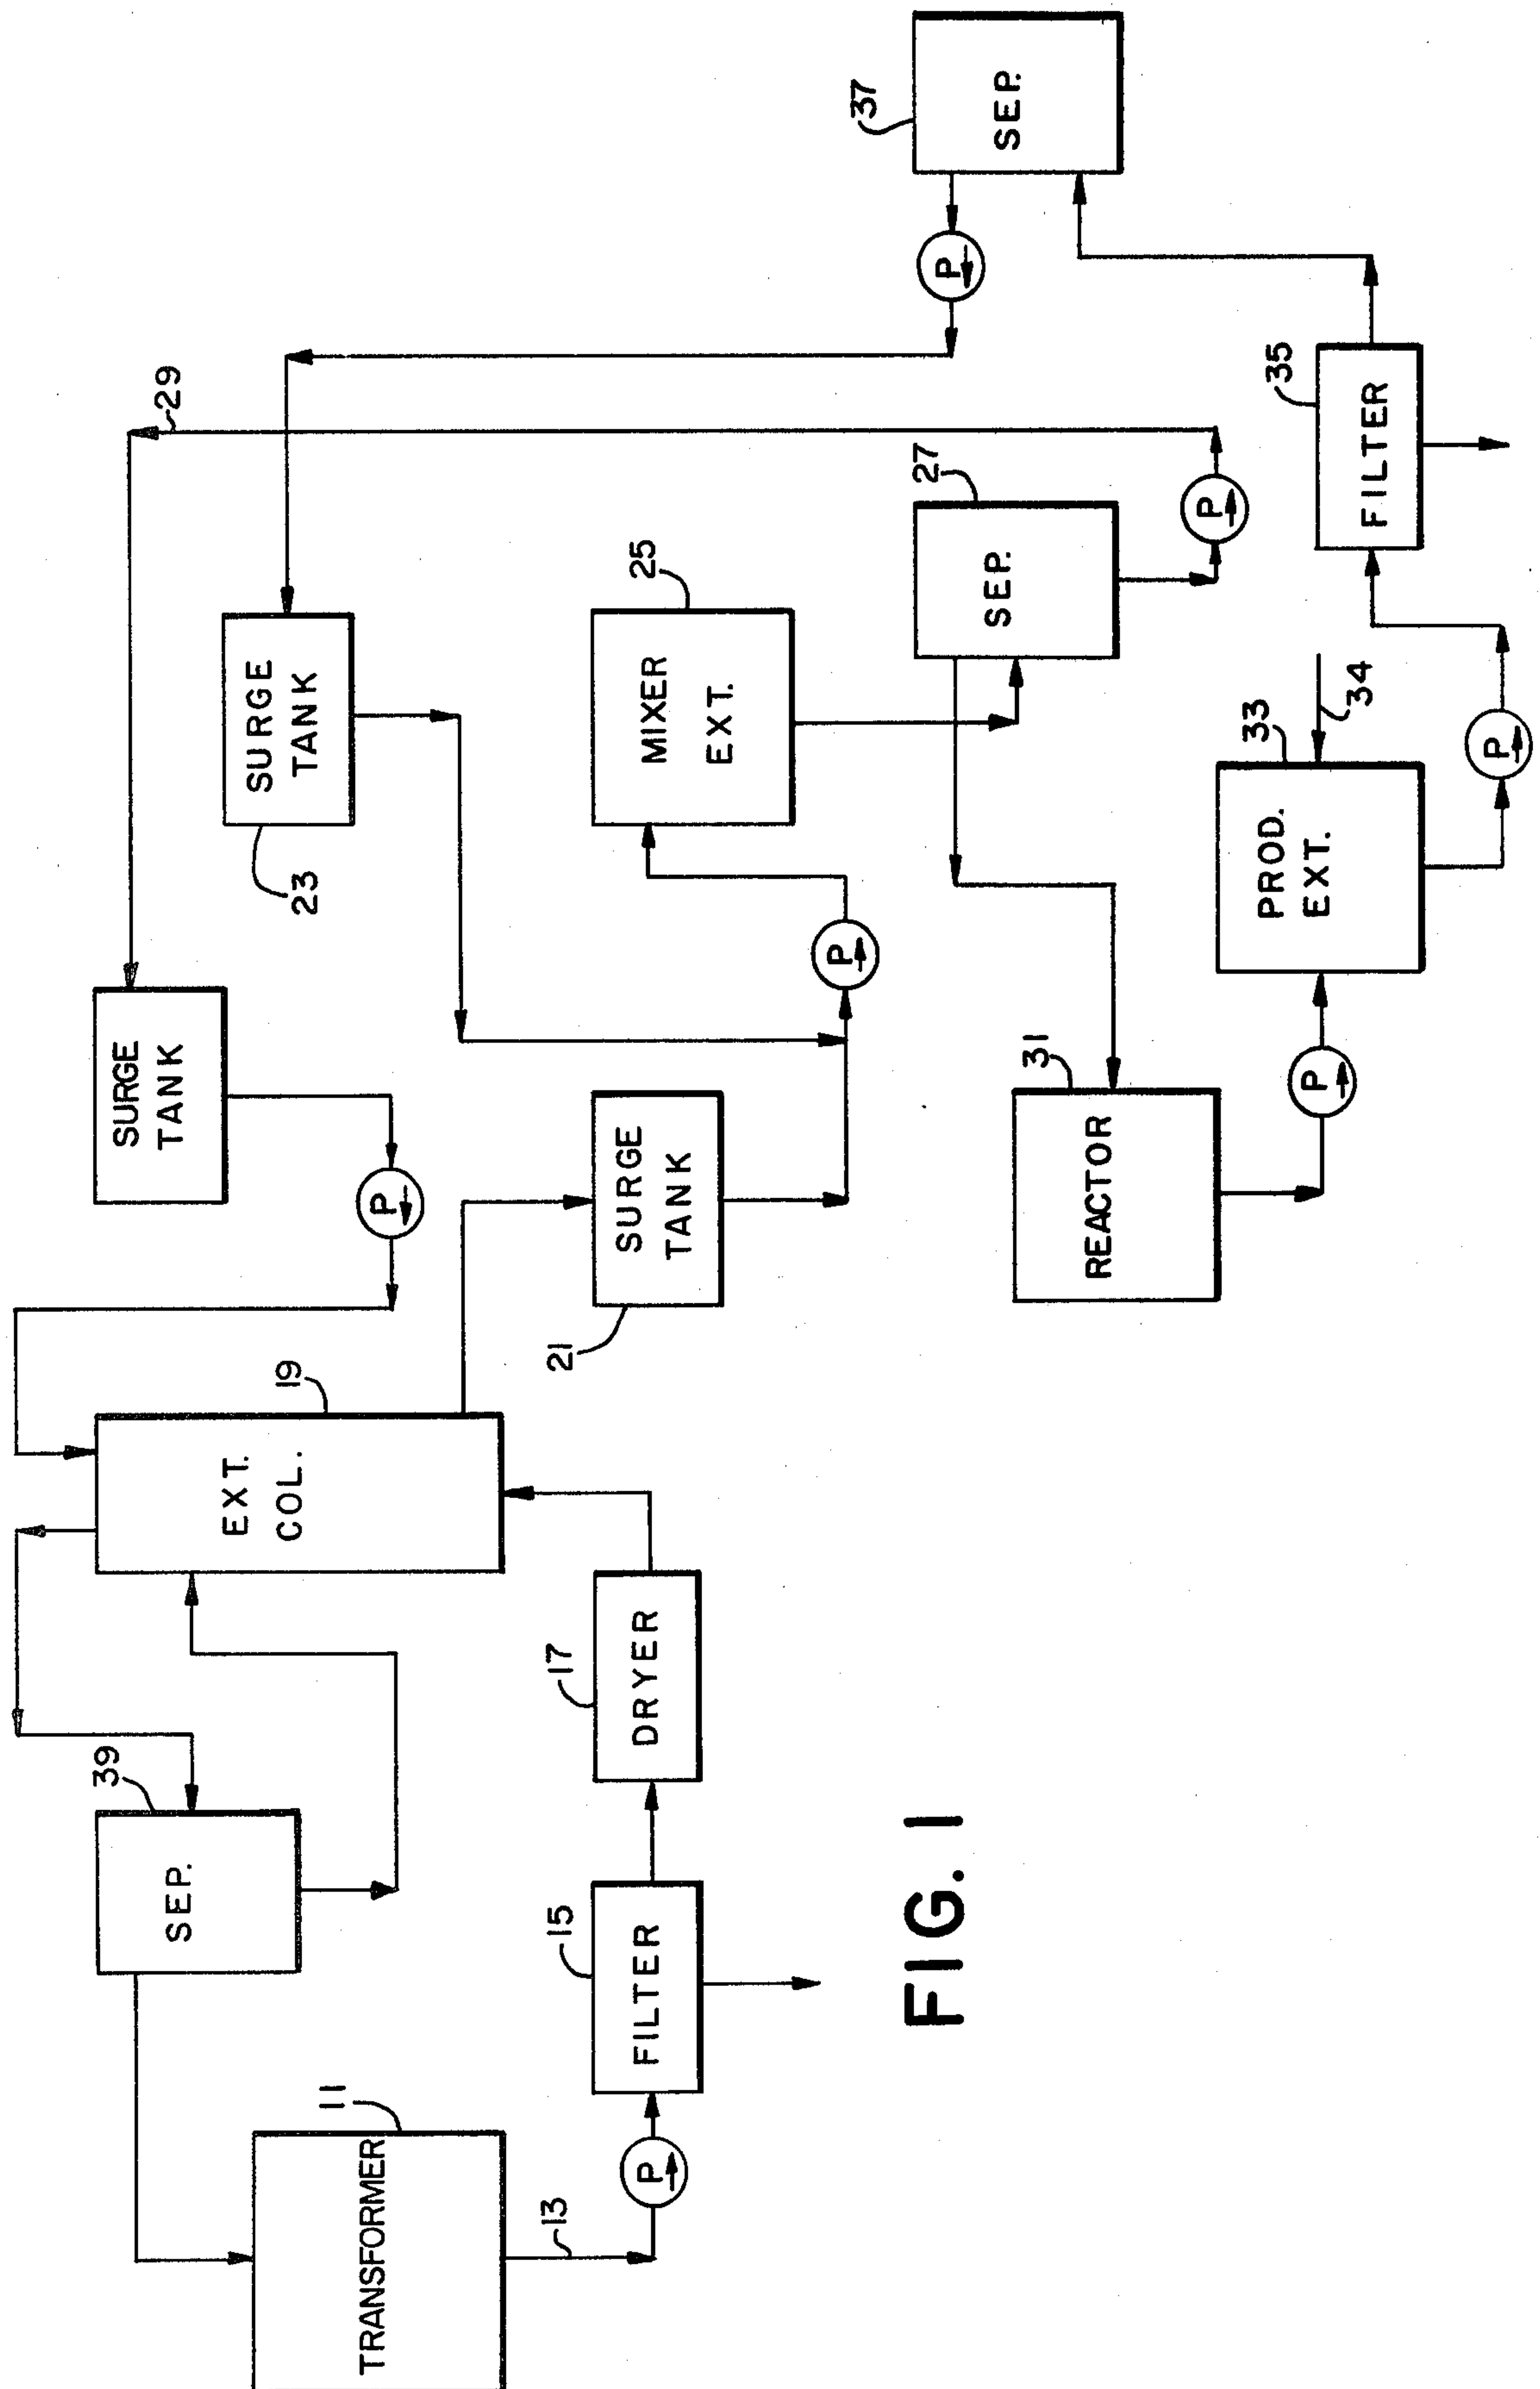 SURGE
TANK
P
39
SEP.
19
EXT.
COL.
29
SURGE
TANK
23
11
TRANSFORMER
13
P
15
FILTER
17
DRYER
21
SURGE
TANK
P
25
MIXER
EXT.
37
SEP.
P
27
SEP.
P
31
REACTOR
P
33
PROD.
EXT.
34
P
35
FILTER
FIG. 1